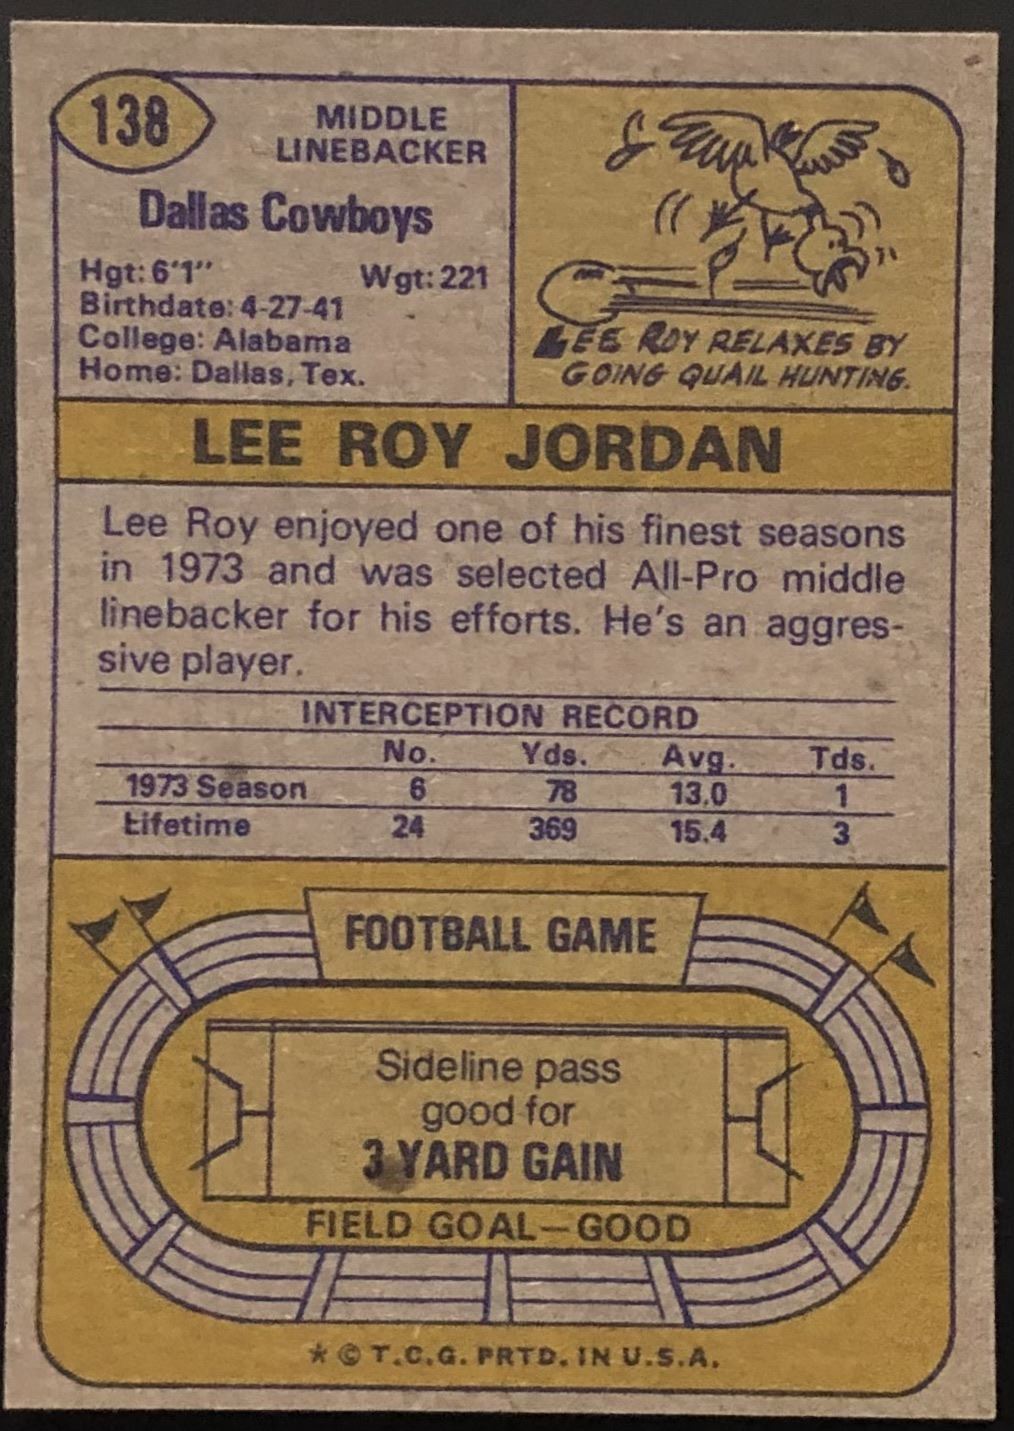 138
MIDDLE
LINEBACKER
Dallas Cowboys
Hgt: 6'1" Wgt: 221
Birthdate: 4-27-41
College: Alabama
Home: Dallas, Tex.
LEE ROY RELAXES BY
GOING QUAIL HUNTING.
LEE ROY JORDAN
Lee Roy enjoyed one of his finest seasons
in 1973 and was selected All-Pro middle
linebacker for his efforts. He's an aggres-
sive player.
INTERCEPTION RECORD
No. Yds. Avg. Tds.
1973 Season 6 78 13.0 1
Lifetime 24 369 15.4 3
FOOTBALL GAME
Sideline pass
good for
3 YARD GAIN
FIELD GOAL—GOOD
* © T.C.G. PRTD. IN U.S.A.